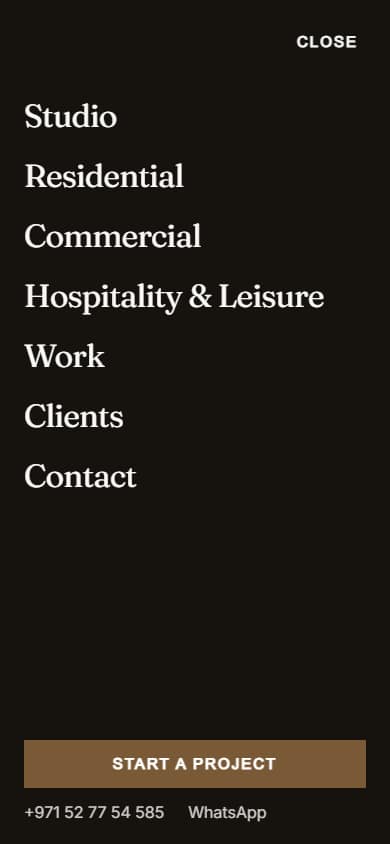 CLOSE
Studio
Residential
Commercial
Hospitality & Leisure
Work
Clients
Contact
START A PROJECT
+971 52 77 54 585 WhatsApp